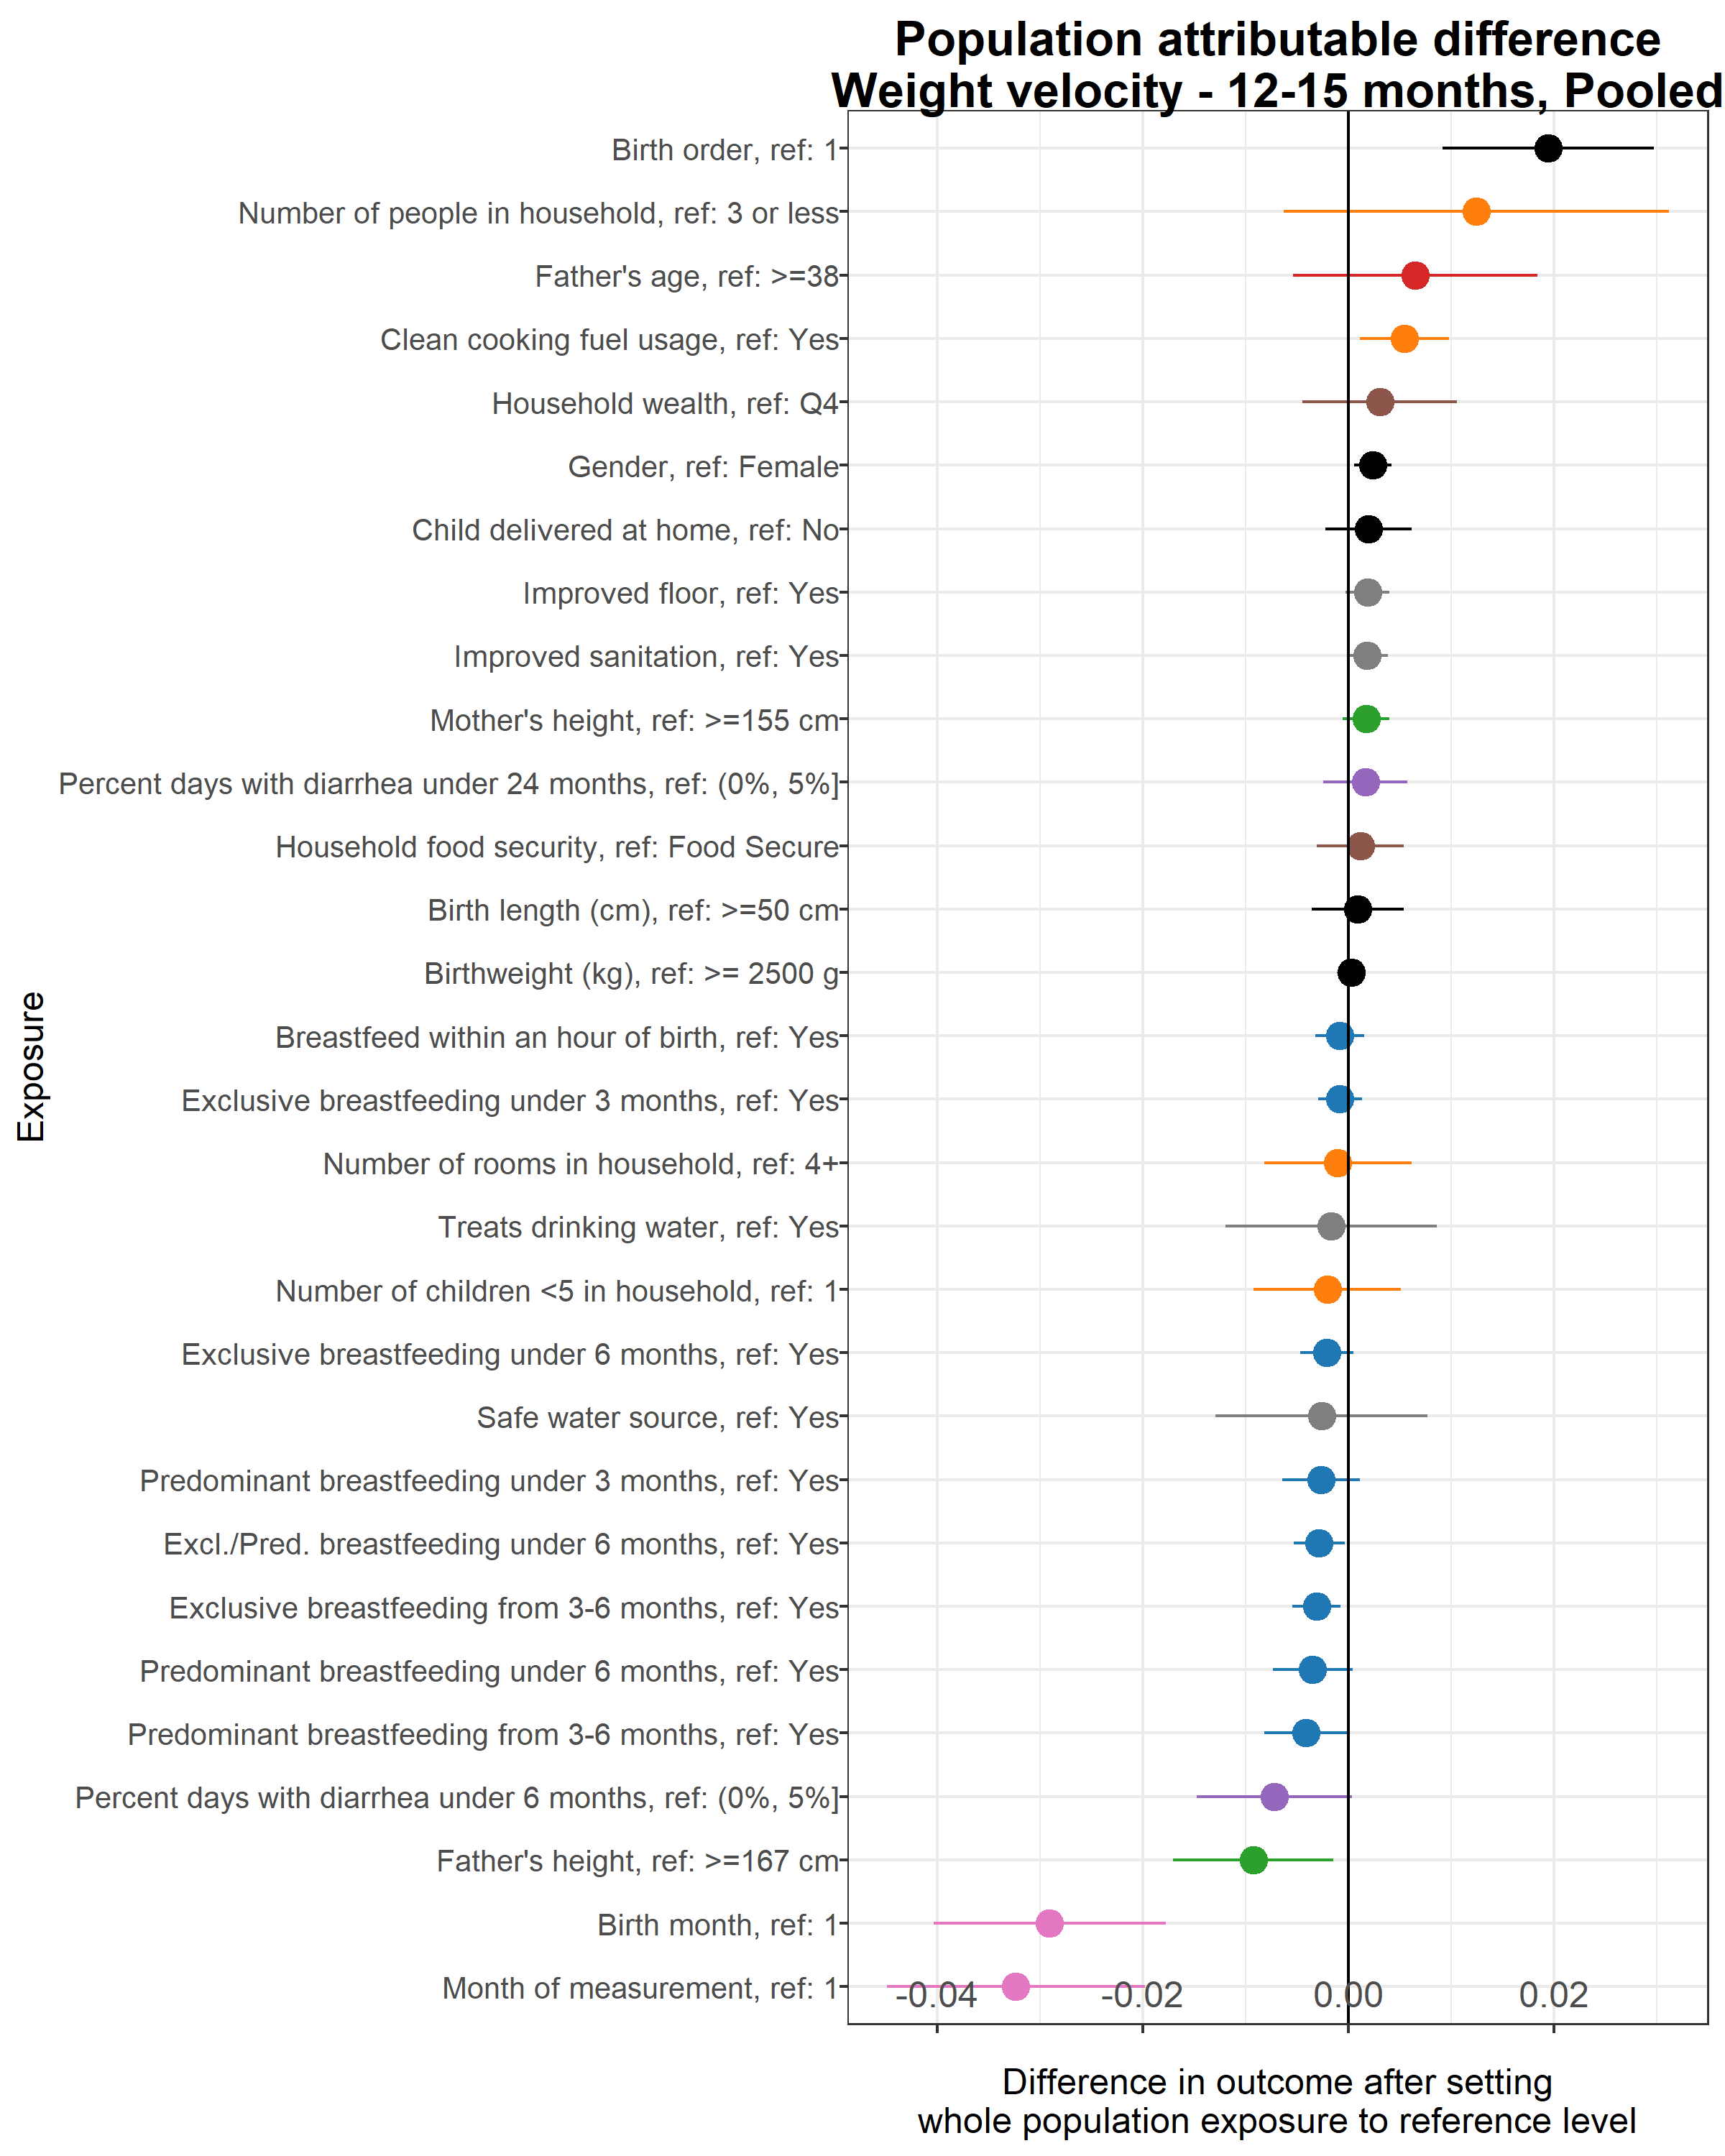 Population attributable difference
Weight velocity - 12-15 months, Pooled
Birth order, ref: 1
Number of people in household, ref: 3 or less
Father's age, ref: >=38
Clean cooking fuel usage, ref: Yes
Household wealth, ref: Q4
Gender, ref: Female
Child delivered at home, ref: No
Improved floor, ref: Yes
Improved sanitation, ref: Yes
Mother's height, ref: >=155 cm
Percent days with diarrhea under 24 months, ref: (0%, 5%]
Household food security, ref: Food Secure
Birth length (cm), ref: >=50 cm
Birthweight (kg), ref: >= 2500 g
Breastfeed within an hour of birth, ref: Yes
Exclusive breastfeeding under 3 months, ref: Yes
Number of rooms in household, ref: 4+
Treats drinking water, ref: Yes
Number of children <5 in household, ref: 1
Exclusive breastfeeding under 6 months, ref: Yes
Safe water source, ref: Yes
Predominant breastfeeding under 3 months, ref: Yes
Excl./Pred. breastfeeding under 6 months, ref: Yes
Exclusive breastfeeding from 3-6 months, ref: Yes
Predominant breastfeeding under 6 months, ref: Yes
Predominant breastfeeding from 3-6 months, ref: Yes
Percent days with diarrhea under 6 months, ref: (0%, 5%]
Father's height, ref: >=167 cm
Birth month, ref: 1
Month of measurement, ref: 1
Exposure
-0.04 -0.02 0.00 0.02
Difference in outcome after setting
whole population exposure to reference level